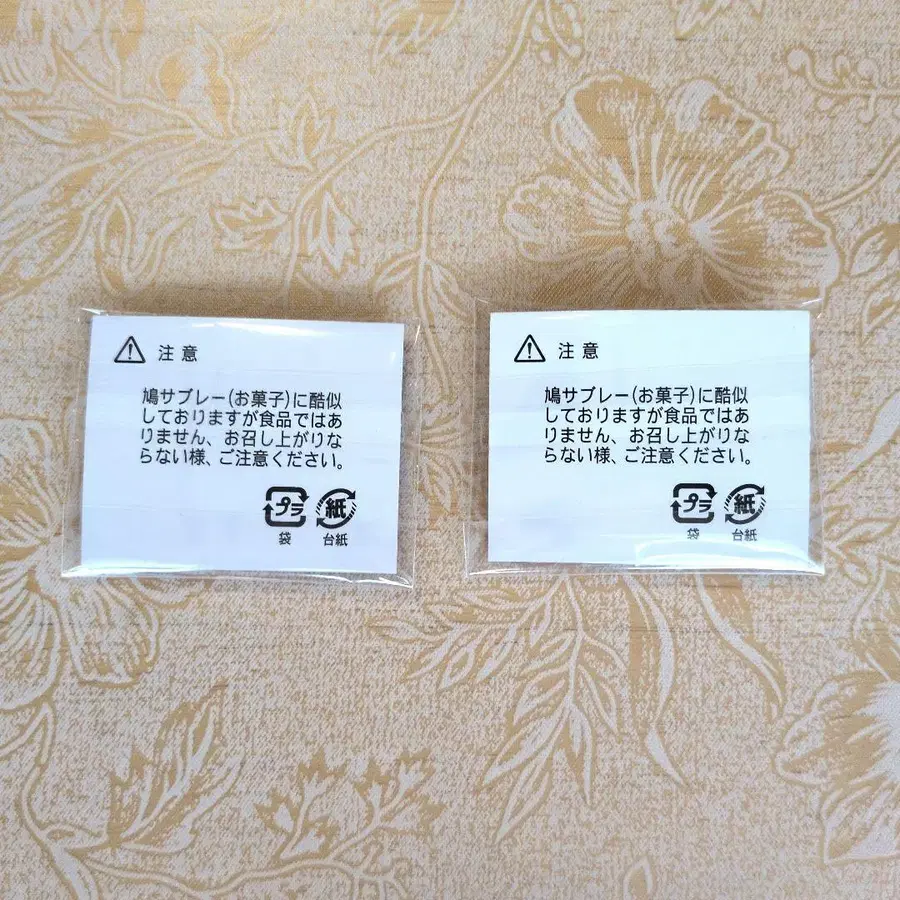 注意
鳩サブレー(お菓子)に酷似
しておりますが食品ではあ
りません、お召し上がりな
らない様、ご注意ください。
プラ
紙
袋
台紙
注意
鳩サブレー(お菓子)に酷似
しておりますが食品ではあ
りません、お召し上がりな
らない様、ご注意ください。
プラ
紙
袋
台紙